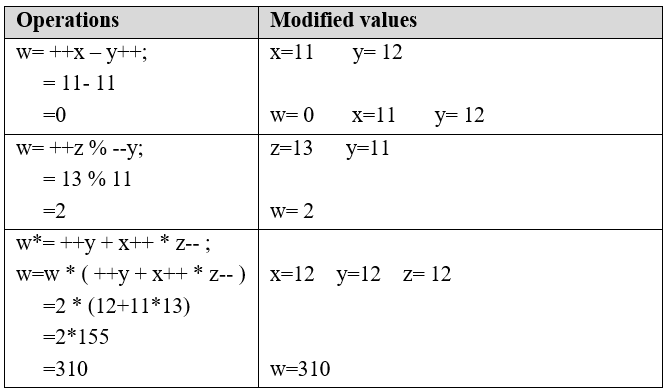 Operations Modified values
w= ++x – y++; x=11 y= 12
= 11- 11
=0 w= 0 x=11 y= 12
w= ++z % --y; z=13 y=11
= 13 % 11
=2 w= 2
w*= ++y + x++ * z-- ;
w=w * ( ++y + x++ * z-- ) x=12 y=12 z= 12
=2 * (12+11*13)
=2*155
=310 w=310